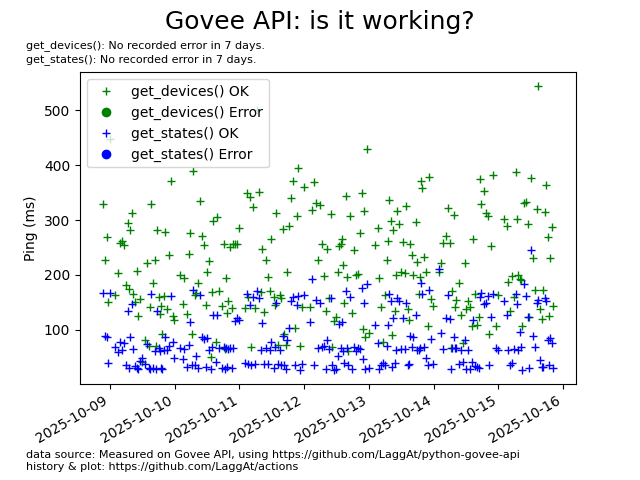 Govee API: is it working?
get_devices(): No recorded error in 7 days.
get_states(): No recorded error in 7 days.
get_devices() OK
get_devices() Error
get_states() OK
get_states() Error
Ping (ms)
500
400
300
200
100
2025-10-09
2025-10-10
2025-10-11
2025-10-12
2025-10-13
2025-10-14
2025-10-15
2025-10-16
data source: Measured on Govee API, using https://github.com/LaggAt/python-govee-api
history & plot: https://github.com/LaggAt/actions